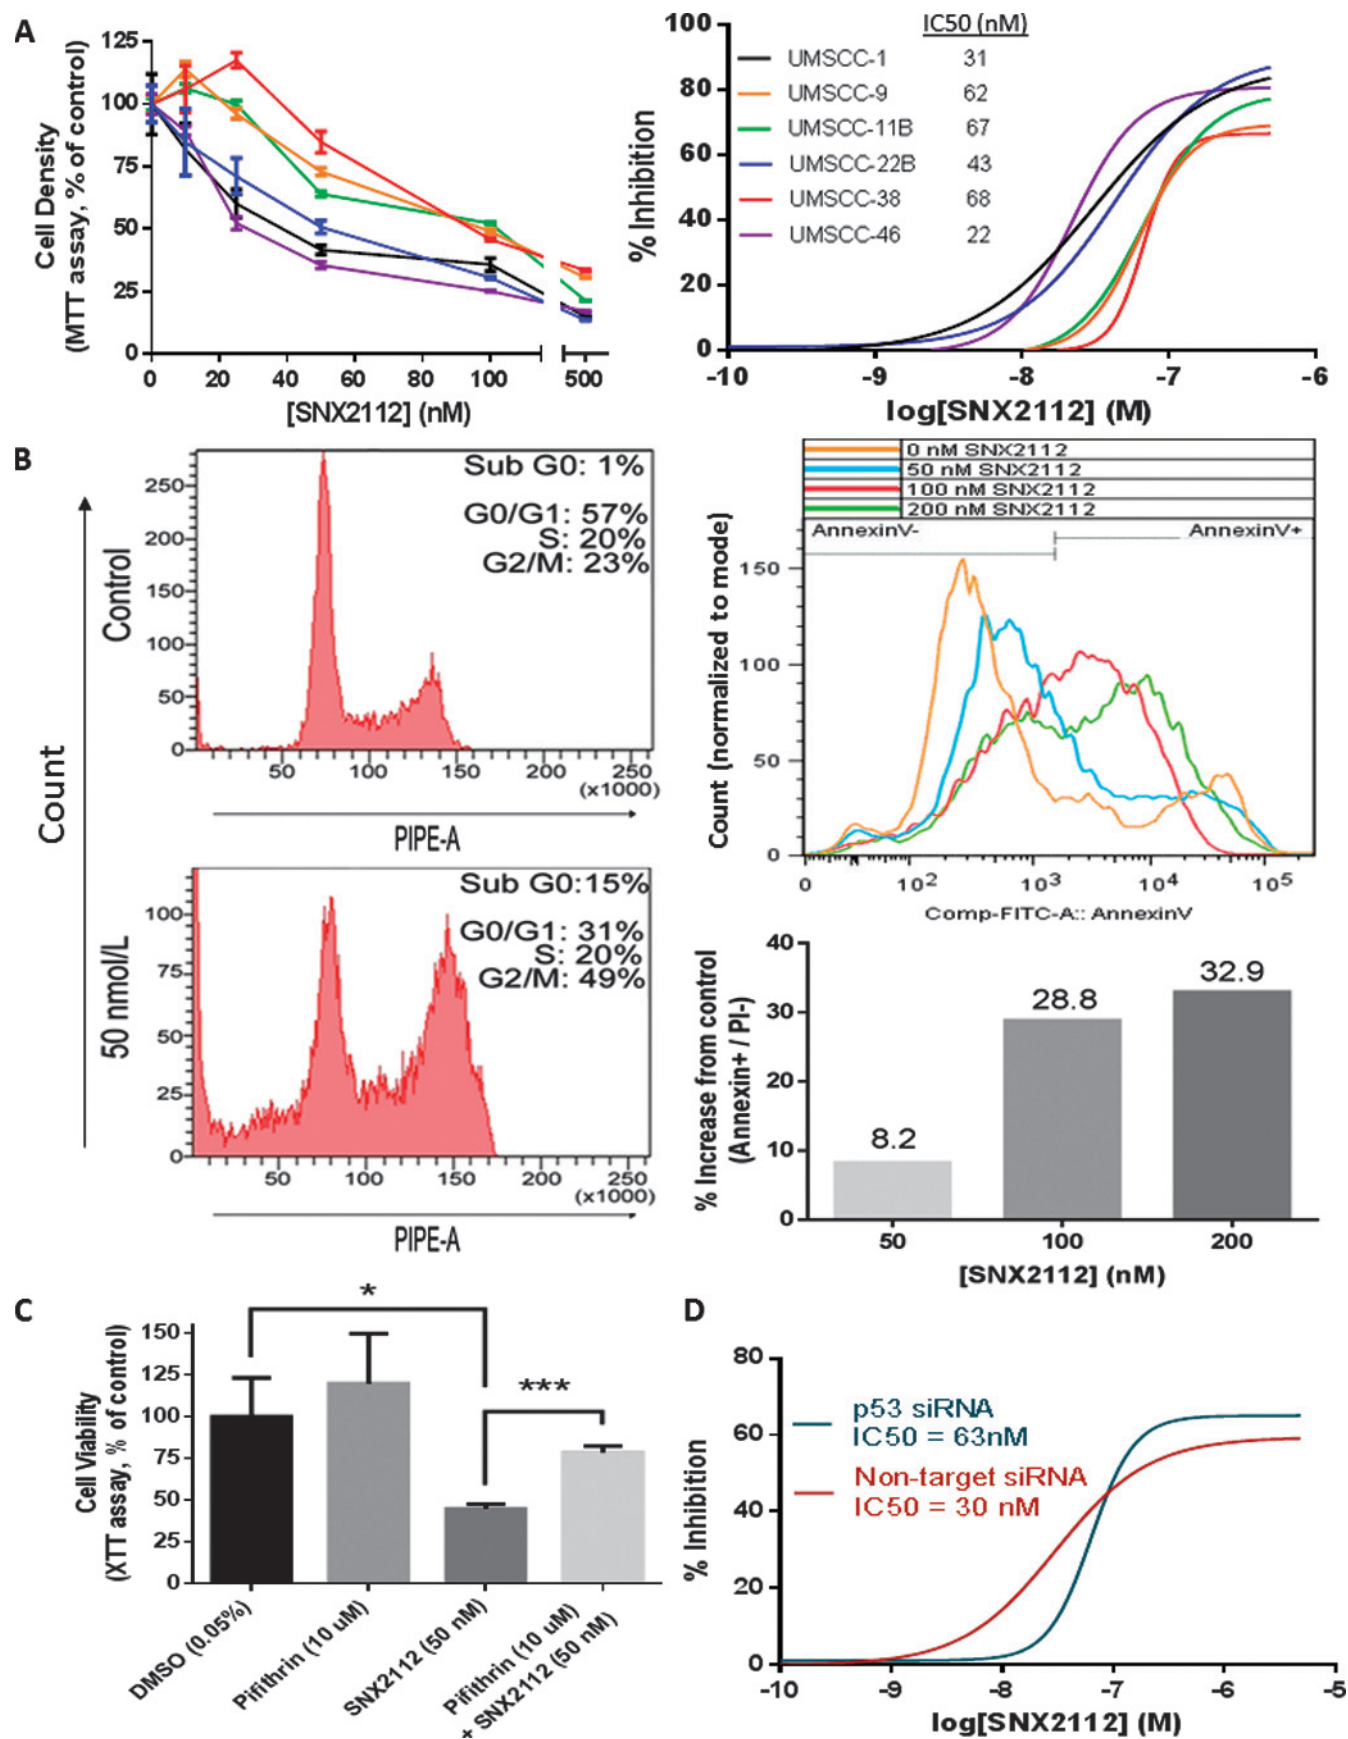 A
125
100
75
50
25
0
Cell Density
(MTT assay, % of control)
0 20 40 60 80 100 500
[SNX2112] (nM)
100
80
60
40
20
0
% Inhibition
IC50 (nM)
UMSCC-1 31
UMSCC-9 62
UMSCC-11B 67
UMSCC-22B 43
UMSCC-38 68
UMSCC-46 22
-10 -9 -8 -7 -6
log[SNX2112] (M)
B
Count
Control
250
200
150
100
50
0
Sub G0: 1%
G0/G1: 57%
S: 20%
G2/M: 23%
50 100 150 200 250
(x1000)
PIPE-A
50 nmol/L
100
75
50
25
0
Sub G0:15%
G0/G1: 31%
S: 20%
G2/M: 49%
50 100 150 200 250
(x1000)
PIPE-A
0 nM SNX2112
50 nM SNX2112
100 nM SNX2112
200 nM SNX2112
AnnexinV- AnnexinV+
Count (normalized to mode)
150
100
50
0
0 10² 10³ 10⁴ 10⁵
Comp-FITC-A:: AnnexinV
% Increase from control
(Annexin+ / PI-)
40
30
20
10
0
8.2
28.8
32.9
50 100 200
[SNX2112] (nM)
C
Cell Viability
(XTT assay, % of control)
150
125
100
75
50
25
0
*
***
DMSO (0.05%)
Pifithrin (10 uM)
SNX2112 (50 nM)
Pifithrin (10 uM)
+ SNX2112 (50 nM)
D
% Inhibition
80
60
40
20
0
p53 siRNA
IC50 = 63nM
Non-target siRNA
IC50 = 30 nM
-10 -9 -8 -7 -6 -5
log[SNX2112] (M)